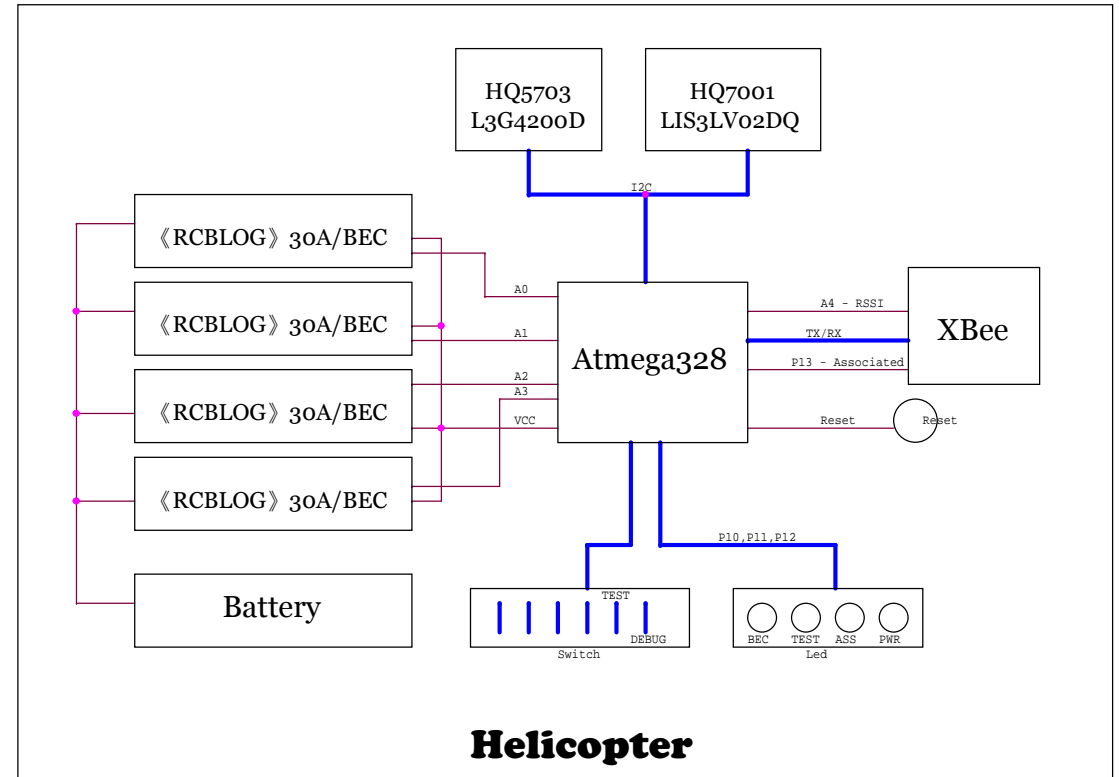 HQ5703
L3G4200D
HQ7001
LIS3LV02DQ
I2C
《RCBLOG》30A/BEC
《RCBLOG》30A/BEC
《RCBLOG》30A/BEC
《RCBLOG》30A/BEC
Battery
A0
A1
A2
A3
VCC
Atmega328
A4 - RSSI
TX/RX
P13 - Associated
Reset
XBee
Reset
P10,P11,P12
TEST
DEBUG
Switch
BEC TEST ASS PWR
Led
Helicopter